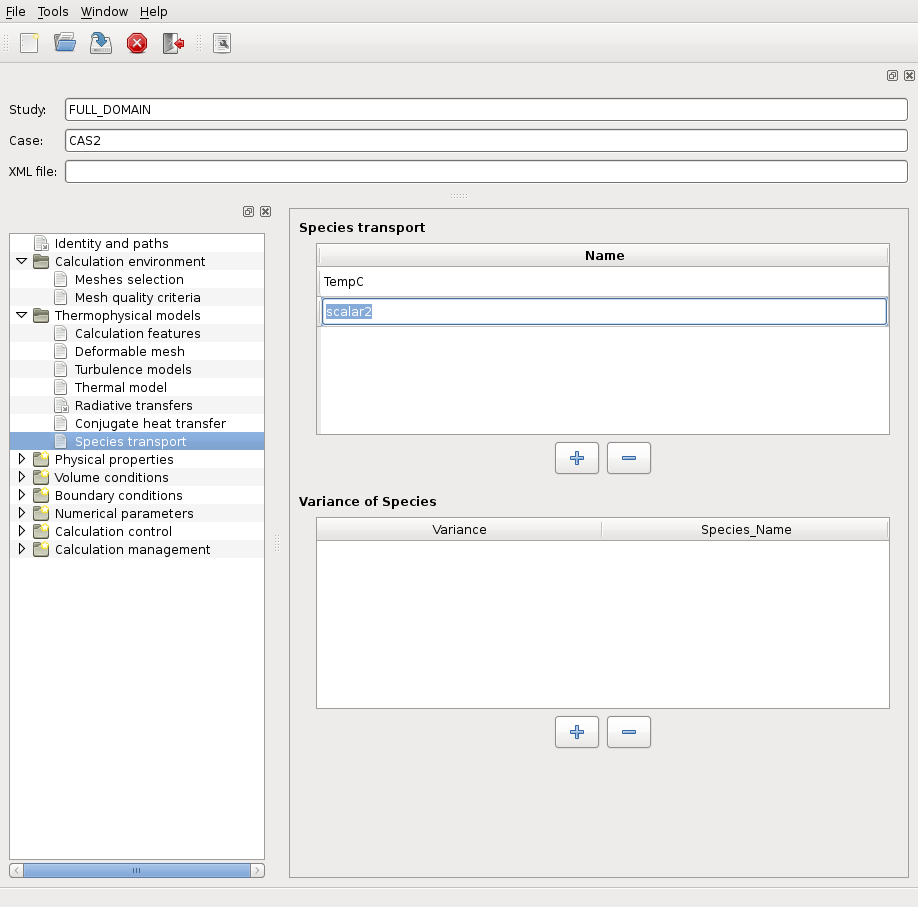 File Tools Window Help
Study: FULL_DOMAIN
Case: CAS2
XML file:
Identity and paths
Calculation environment
Meshes selection
Mesh quality criteria
Thermophysical models
Calculation features
Deformable mesh
Turbulence models
Thermal model
Radiative transfers
Conjugate heat transfer
Species transport
Physical properties
Volume conditions
Boundary conditions
Numerical parameters
Calculation control
Calculation management
Species transport
Name
TempC
scalar2
Variance of Species
Variance Species_Name